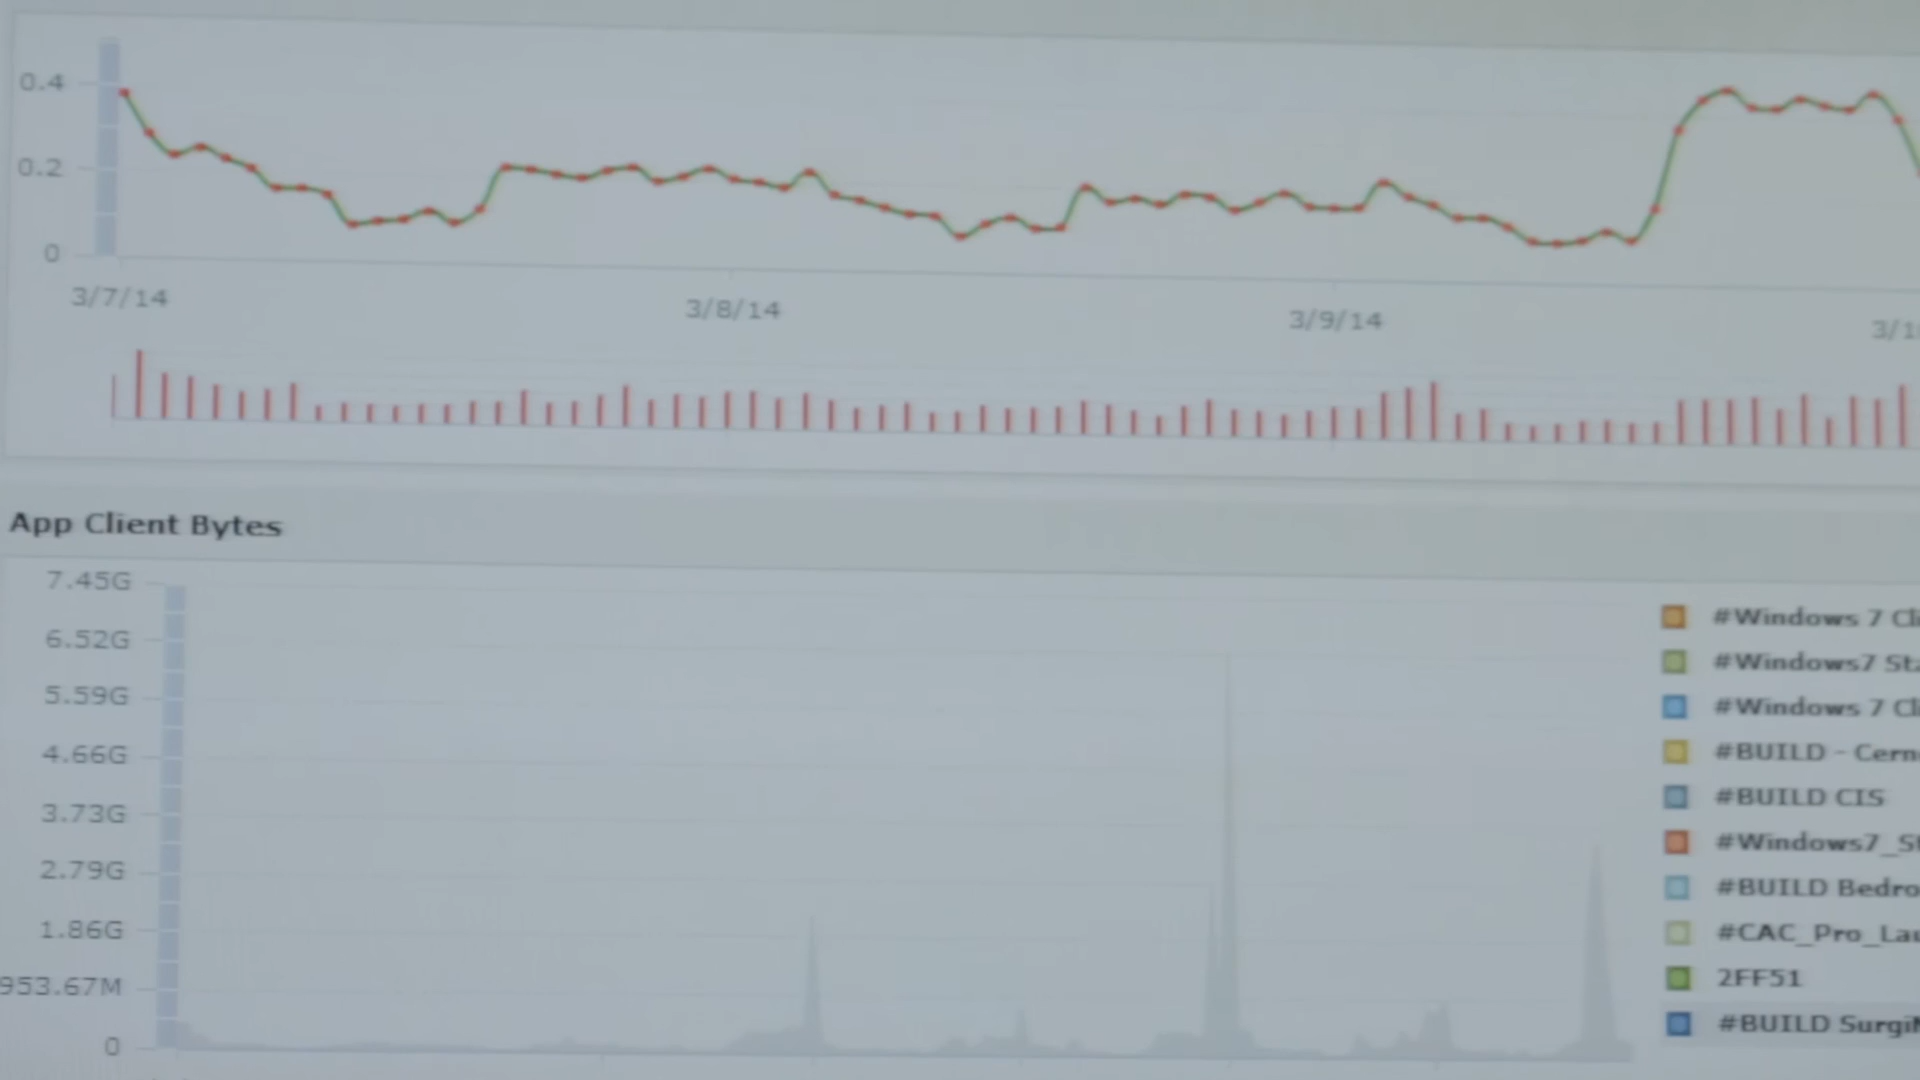 0.4
0.2
0
3/7/14
3/8/14
3/9/14
App Client Bytes
7.45G
6.52G
5.59G
4.66G
3.73G
2.79G
1.86G
953.67M
0
#Windows 7
#Windows7
#Windows 7
#BUILD -
#BUILD CIS
#BUILD
2FF51
#BUILD